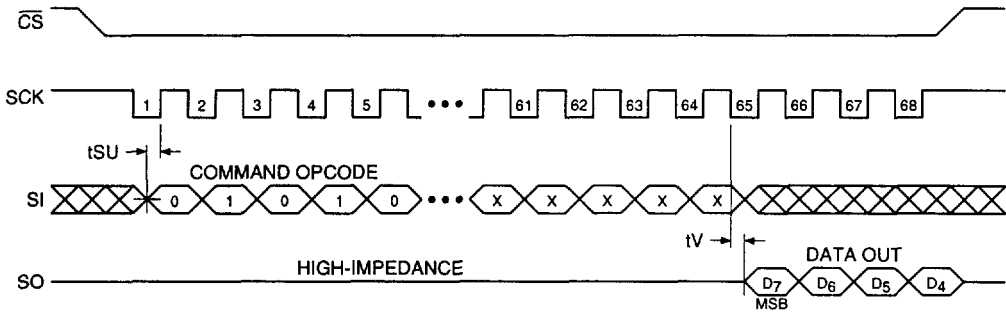 CS
SCK 1 2 3 4 5 ••• 61 62 63 64 65 66 67 68
tSU
COMMAND OPCODE
SI 0 1 0 1 0 ••• X X X X X
tV
HIGH-IMPEDANCE
DATA OUT
SO D7 D6 D5 D4
MSB